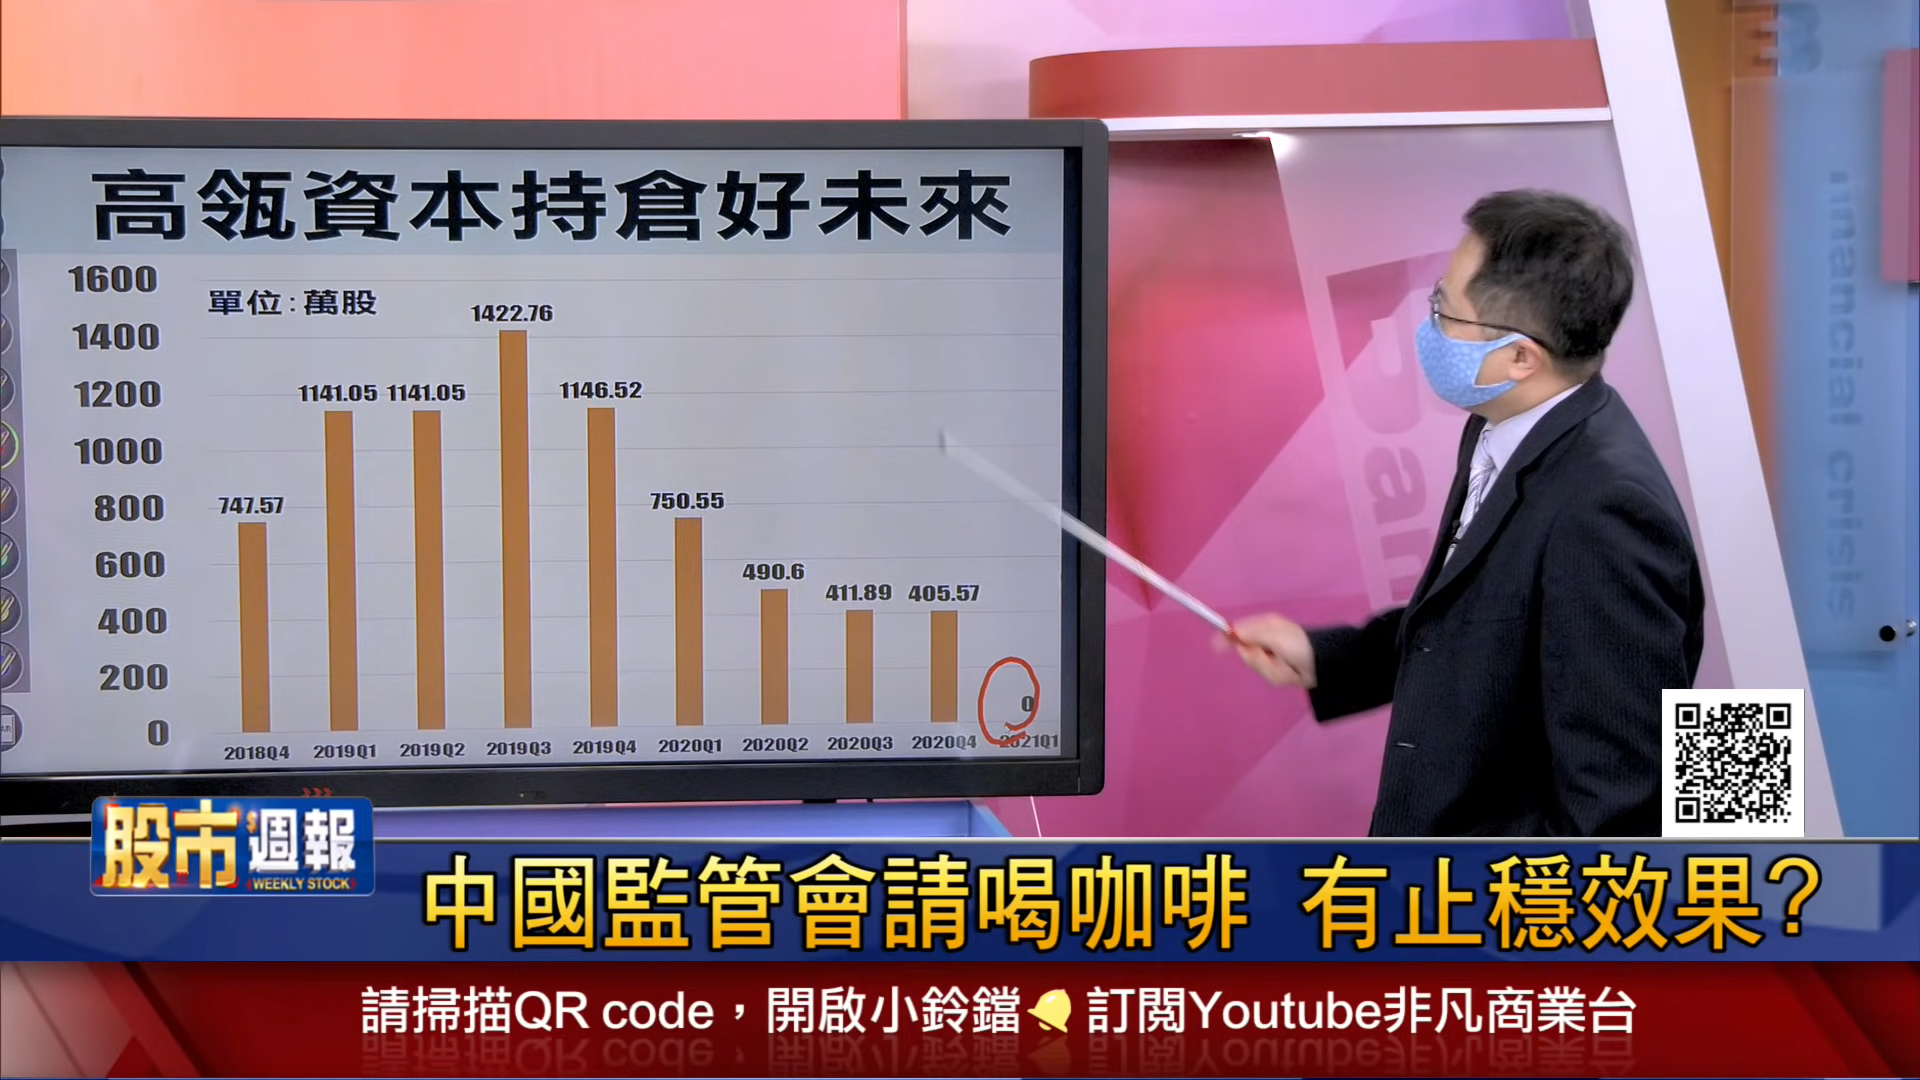 高瓴資本持倉好未來
單位:萬股
1600
1400
1200
1000
800
600
400
200
0
747.57
1141.05
1141.05
1422.76
1146.52
750.55
490.6
411.89
405.57
0
2018Q4
2019Q1
2019Q2
2019Q3
2019Q4
2020Q1
2020Q2
2020Q3
2020Q4
2021Q1
financial crisis
股市週報
WEEKLY STOCK
中國監管會請喝咖啡 有止穩效果?
請掃描QR code，開啟小鈴鐺🔔訂閱Youtube非凡商業台